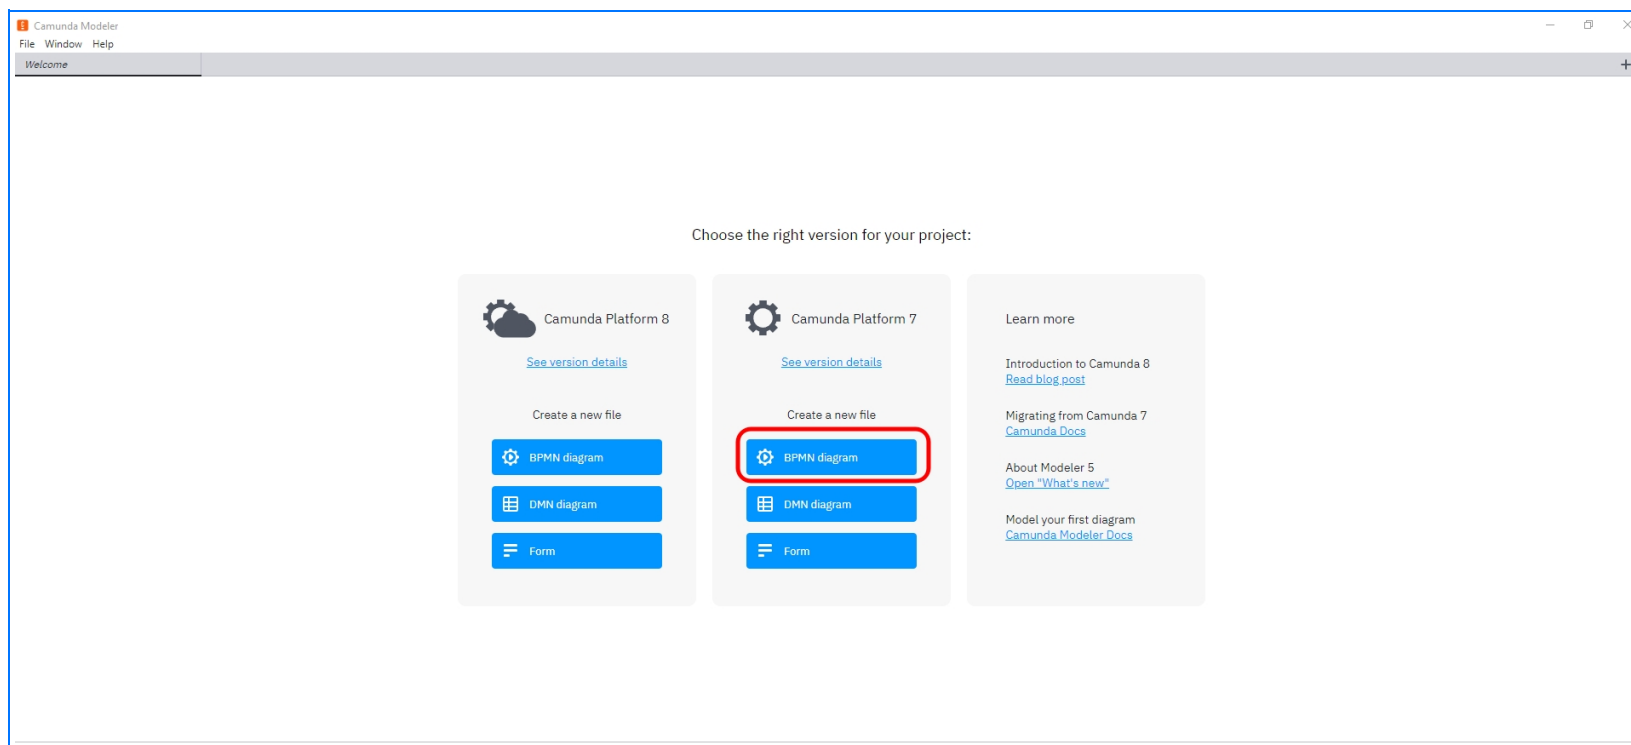 Camunda Modeler
File Window Help
Welcome
Choose the right version for your project:
Camunda Platform 8
See version details
Create a new file
BPMN diagram
DMN diagram
Form
Camunda Platform 7
See version details
Create a new file
BPMN diagram
DMN diagram
Form
Learn more
Introduction to Camunda 8
Read blog post
Migrating from Camunda 7
Camunda Docs
About Modeler 5
Open "What's new"
Model your first diagram
Camunda Modeler Docs